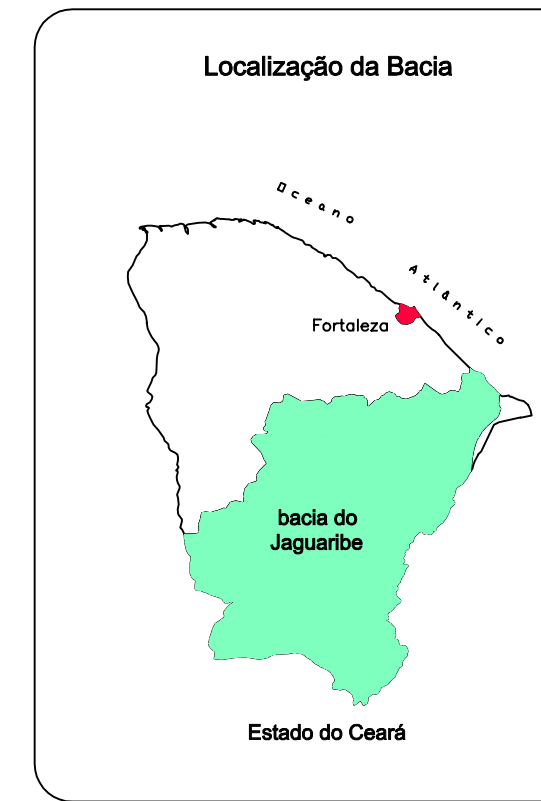 Localização da Bacia
Oceano
Atlântico
Fortaleza
bacia do
Jaguaribe
Estado do Ceará